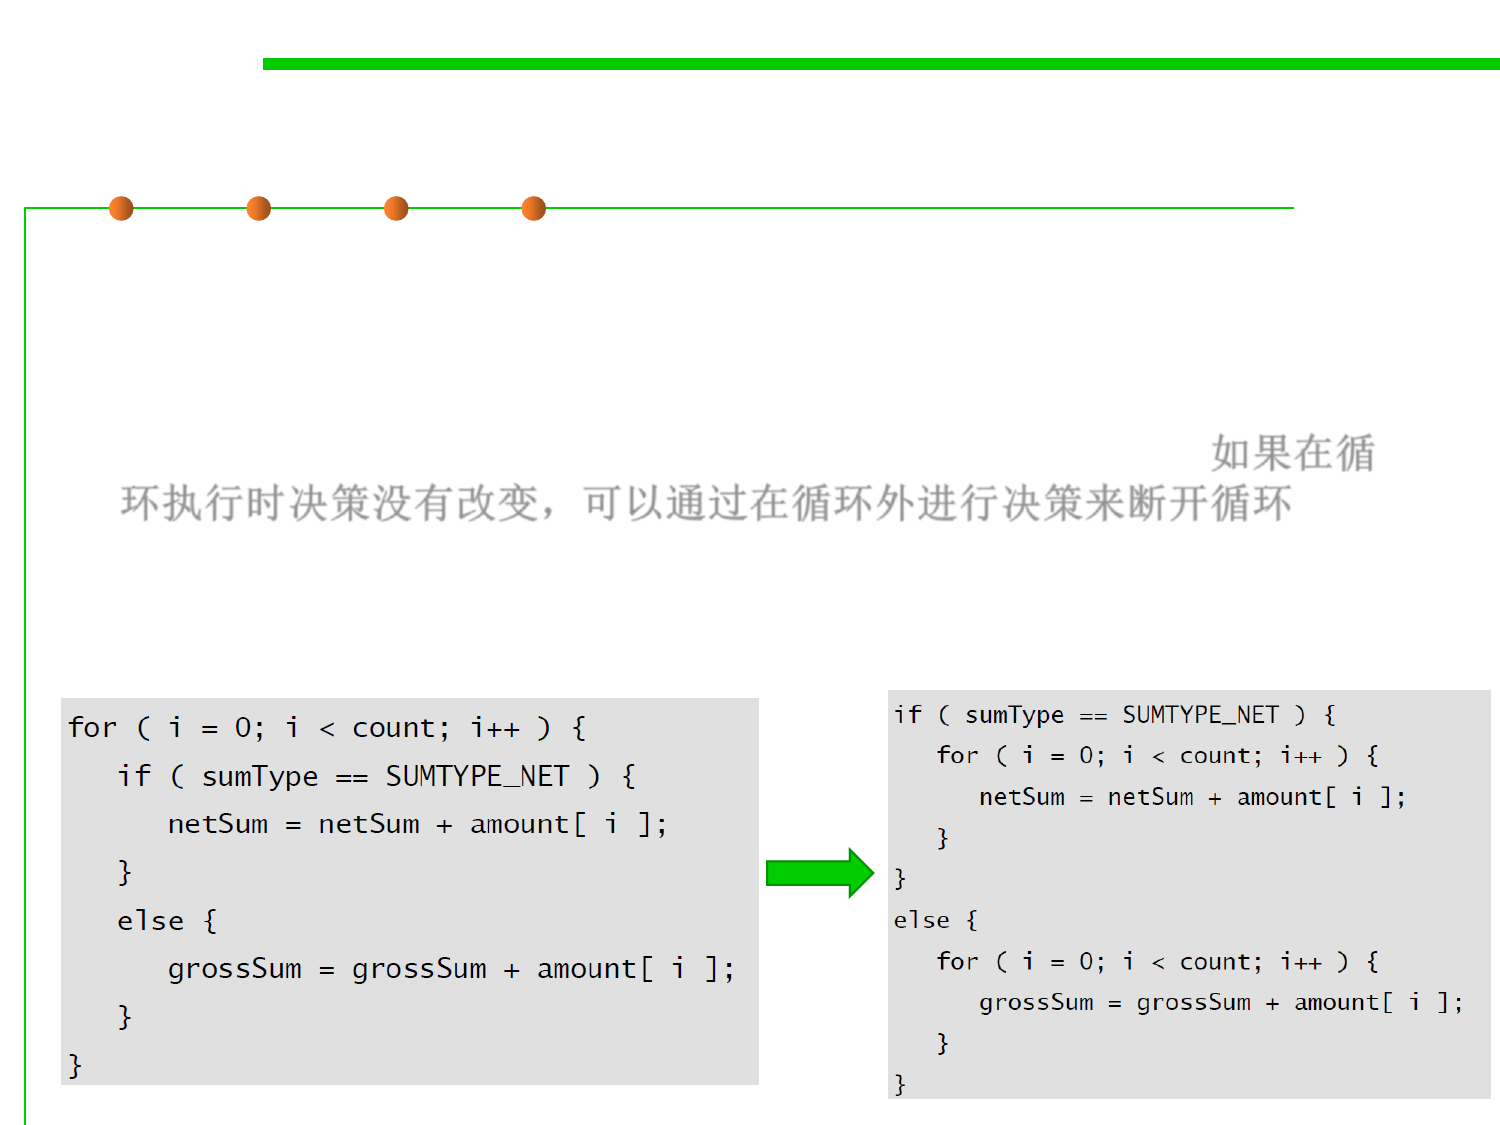 如果在循
环执行时决策没有改变，可以通过在循环外进行决策来断开循环
for ( i = 0; i < count; i++ ) {
   if ( sumType == SUMTYPE_NET ) {
      netSum = netSum + amount[ i ];
   }
   else {
      grossSum = grossSum + amount[ i ];
   }
}
if ( sumType == SUMTYPE_NET ) {
   for ( i = 0; i < count; i++ ) {
      netSum = netSum + amount[ i ];
   }
}
else {
   for ( i = 0; i < count; i++ ) {
      grossSum = grossSum + amount[ i ];
   }
}